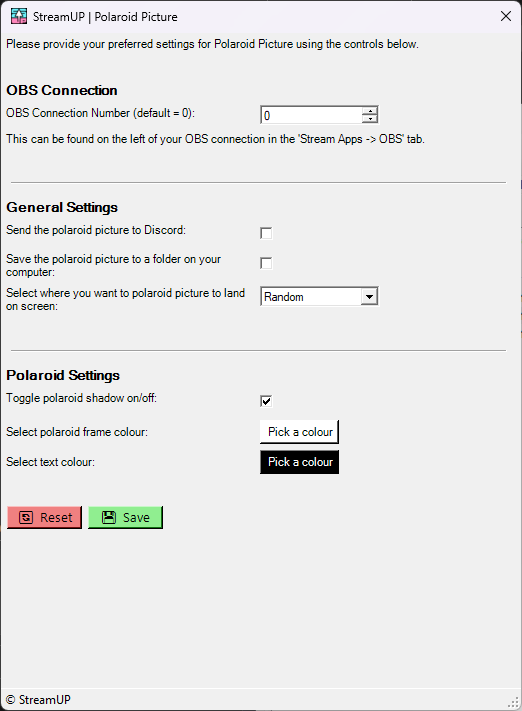 StreamUP | Polaroid Picture
Please provide your preferred settings for Polaroid Picture using the controls below.
OBS Connection
OBS Connection Number (default = 0):
0
This can be found on the left of your OBS connection in the 'Stream Apps -> OBS' tab.
General Settings
Send the polaroid picture to Discord:
Save the polaroid picture to a folder on your
computer:
Select where you want to polaroid picture to land
on screen:
Random
Polaroid Settings
Toggle polaroid shadow on/off:
Select polaroid frame colour:
Pick a colour
Select text colour:
Pick a colour
Reset
Save
© StreamUP